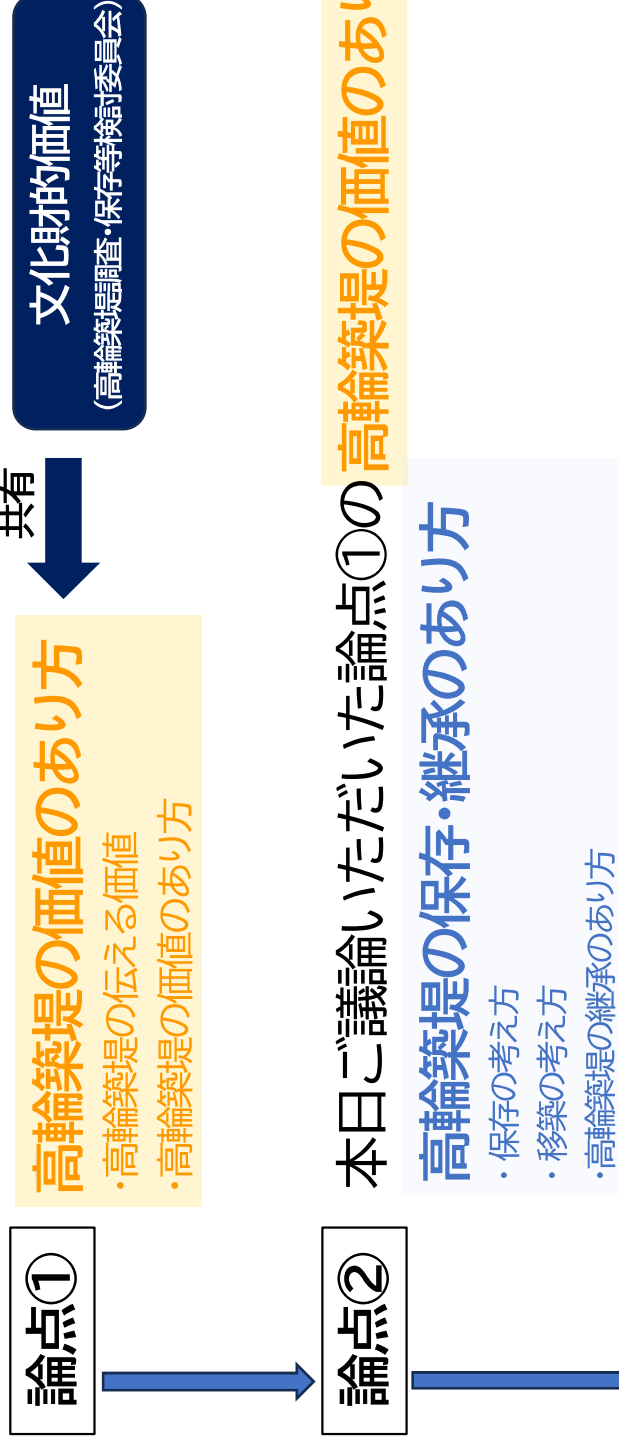 論点①
高輪築堤の価値のあり方
・高輪築堤の伝える価値
・高輪築堤の価値のあり方
共有
文化財的価値
(高輪築堤調査・保存等検討委員会)
論点②
本日ご議論いただいた論点①の高輪築堤の価値のあり
高輪築堤の保存・継承のあり方
・保存の考え方
・移築の考え方
・高輪築堤の継承のあり方